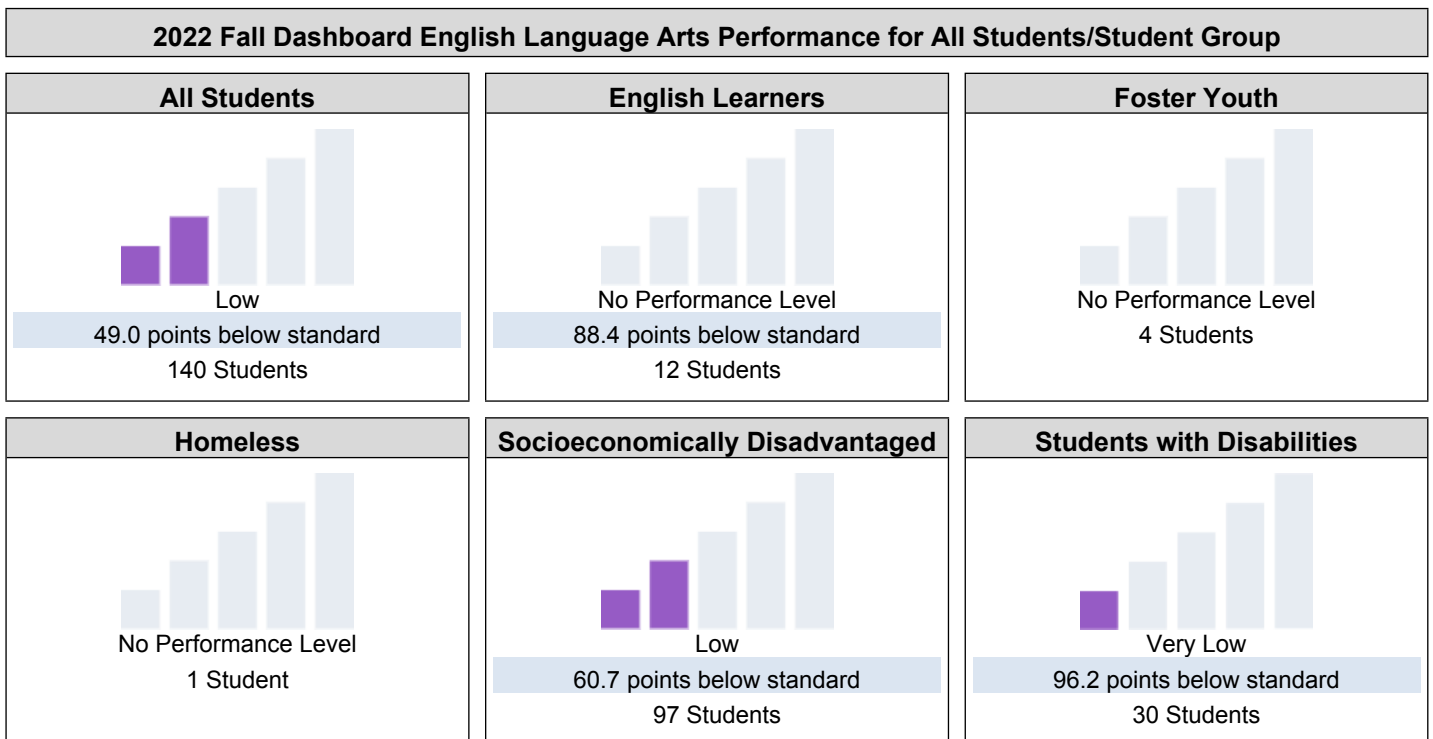 2022 Fall Dashboard English Language Arts Performance for All Students/Student Group
All Students
Low
49.0 points below standard
140 Students
English Learners
No Performance Level
88.4 points below standard
12 Students
Foster Youth
No Performance Level
4 Students
Homeless
No Performance Level
1 Student
Socioeconomically Disadvantaged
Low
60.7 points below standard
97 Students
Students with Disabilities
Very Low
96.2 points below standard
30 Students